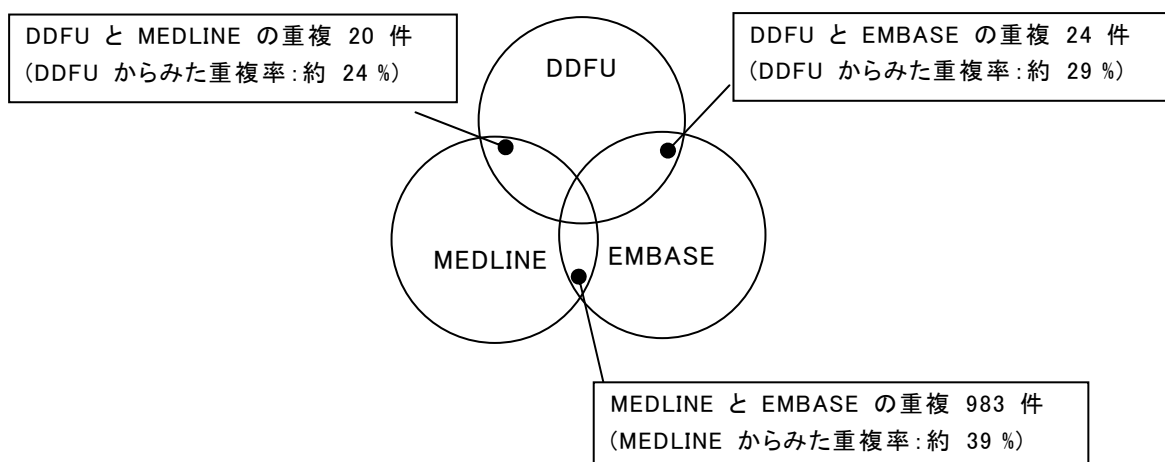 DDFU と MEDLINE の重複 20 件
(DDFU からみた重複率:約 24 %)
DDFU と EMBASE の重複 24 件
(DDFU からみた重複率:約 29 %)
DDFU
MEDLINE
EMBASE
MEDLINE と EMBASE の重複 983 件
(MEDLINE からみた重複率:約 39 %)